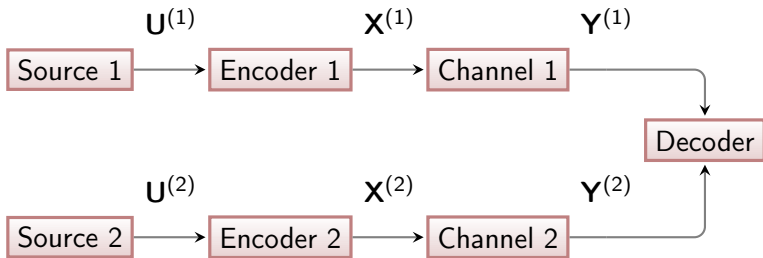 U(1) X(1) Y(1)
Source 1 Encoder 1 Channel 1
Decoder
U(2) X(2) Y(2)
Source 2 Encoder 2 Channel 2